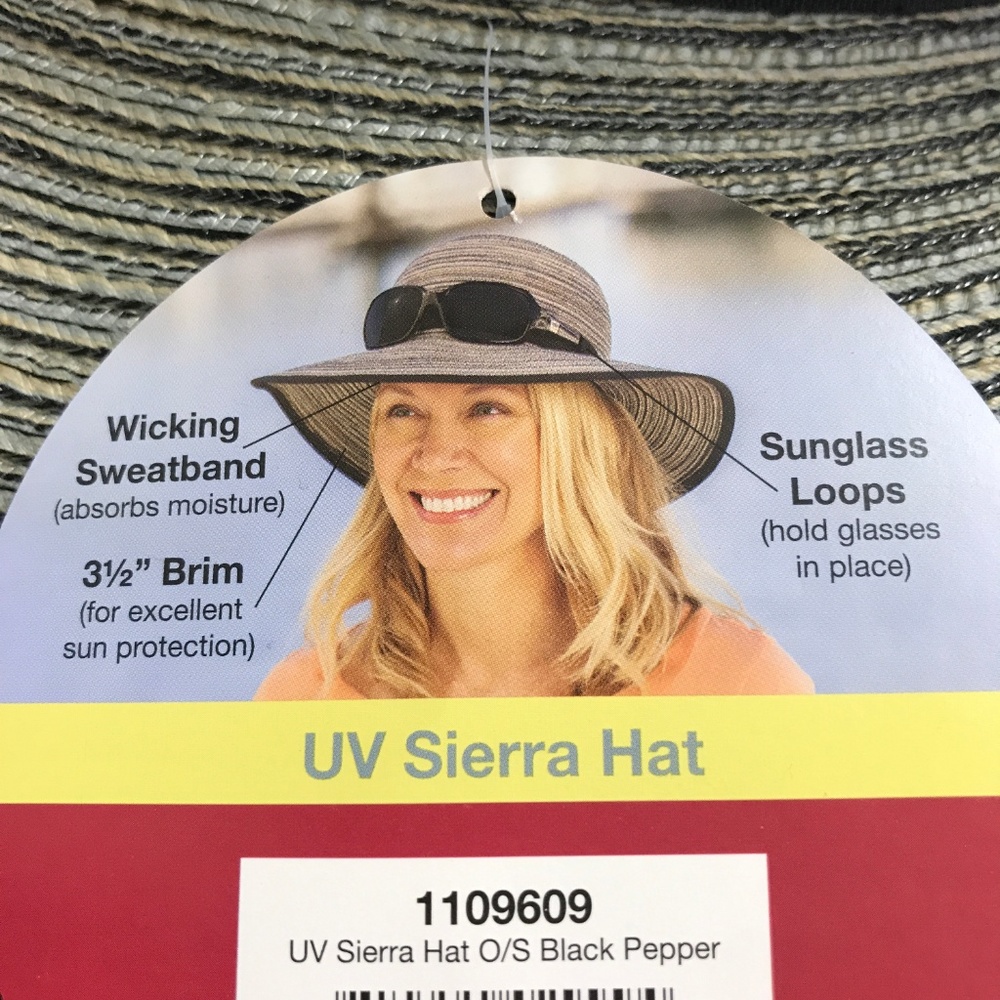 Wicking
Sweatband
(absorbs moisture)
3½” Brim
(for excellent
sun protection)
Sunglass
Loops
(hold glasses
in place)
UV Sierra Hat
1109609
UV Sierra Hat O/S Black Pepper